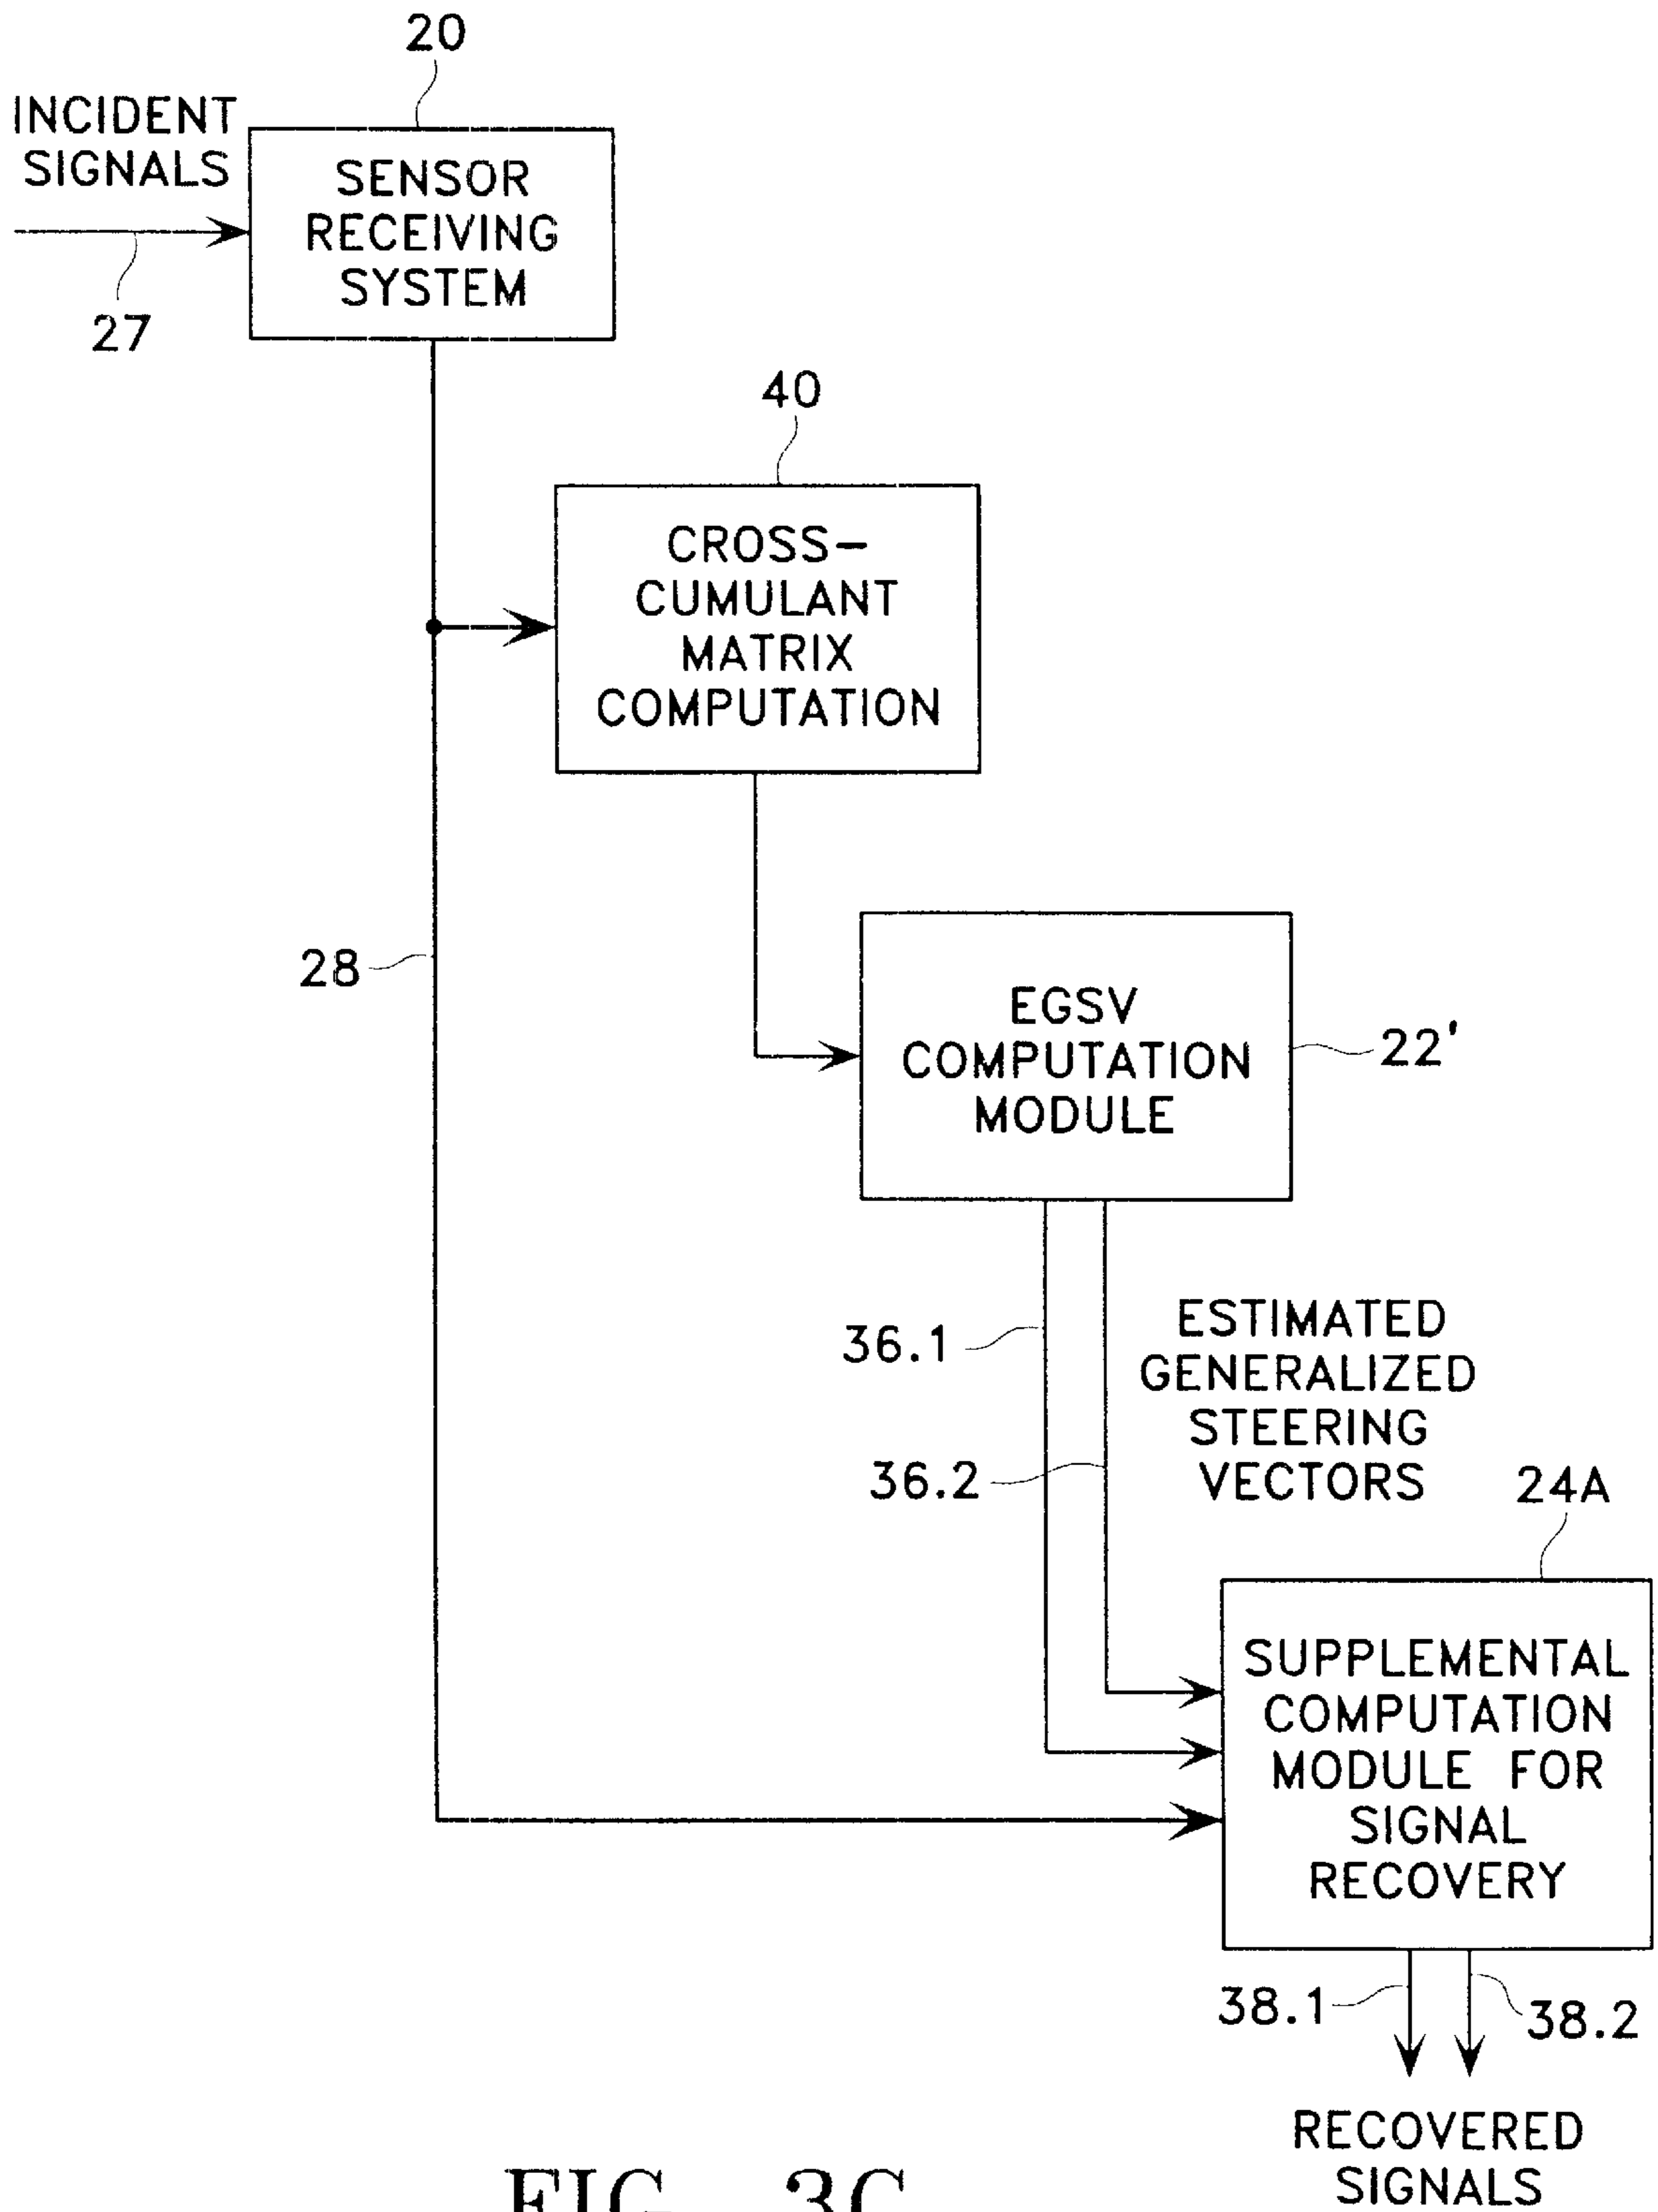 20
INCIDENT
SIGNALS
27
SENSOR
RECEIVING
SYSTEM
40
CROSS-
CUMULANT
MATRIX
COMPUTATION
28
EGSV
COMPUTATION
MODULE
22'
36.1
36.2
ESTIMATED
GENERALIZED
STEERING
VECTORS
24A
SUPPLEMENTAL
COMPUTATION
MODULE FOR
SIGNAL
RECOVERY
38.1
38.2
RECOVERED
SIGNALS
FIG. 3C